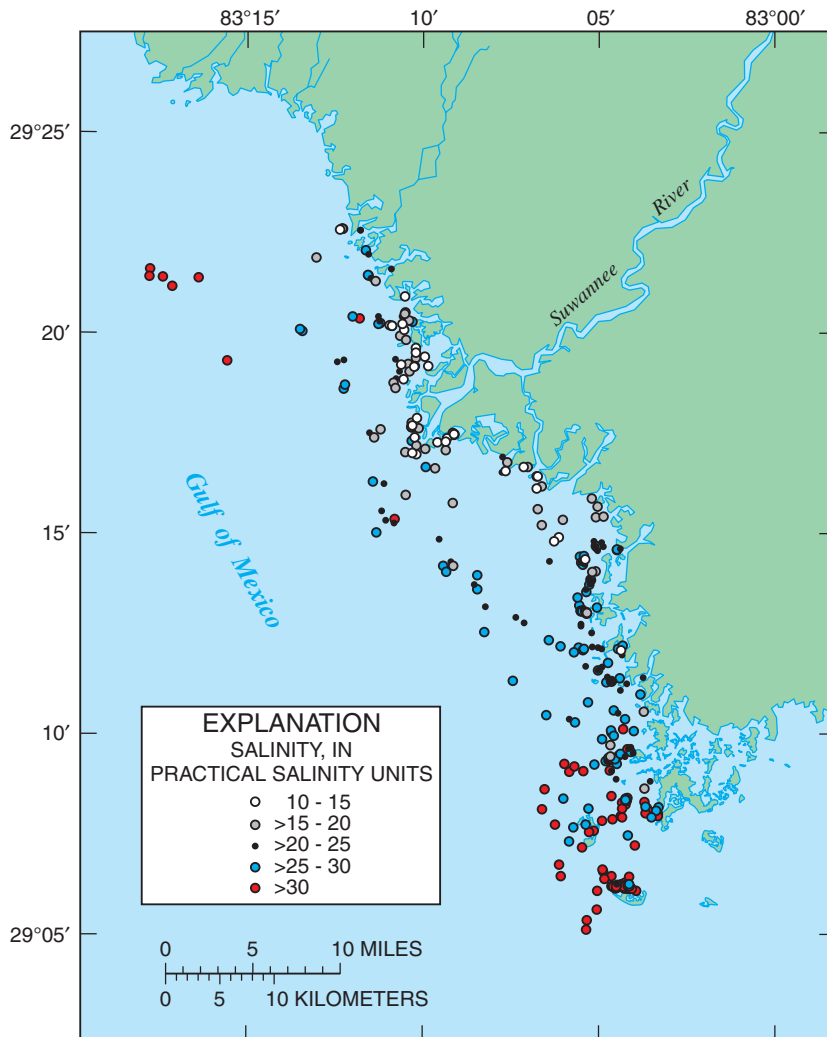 83°15′ 10′ 05′ 83°00′
29°25′
River
Suwannee
20′
Gulf of Mexico
15′
10′
EXPLANATION
SALINITY, IN
PRACTICAL SALINITY UNITS
10 - 15
>15 - 20
>20 - 25
>25 - 30
>30
29°05′
0 5 10 MILES
0 5 10 KILOMETERS